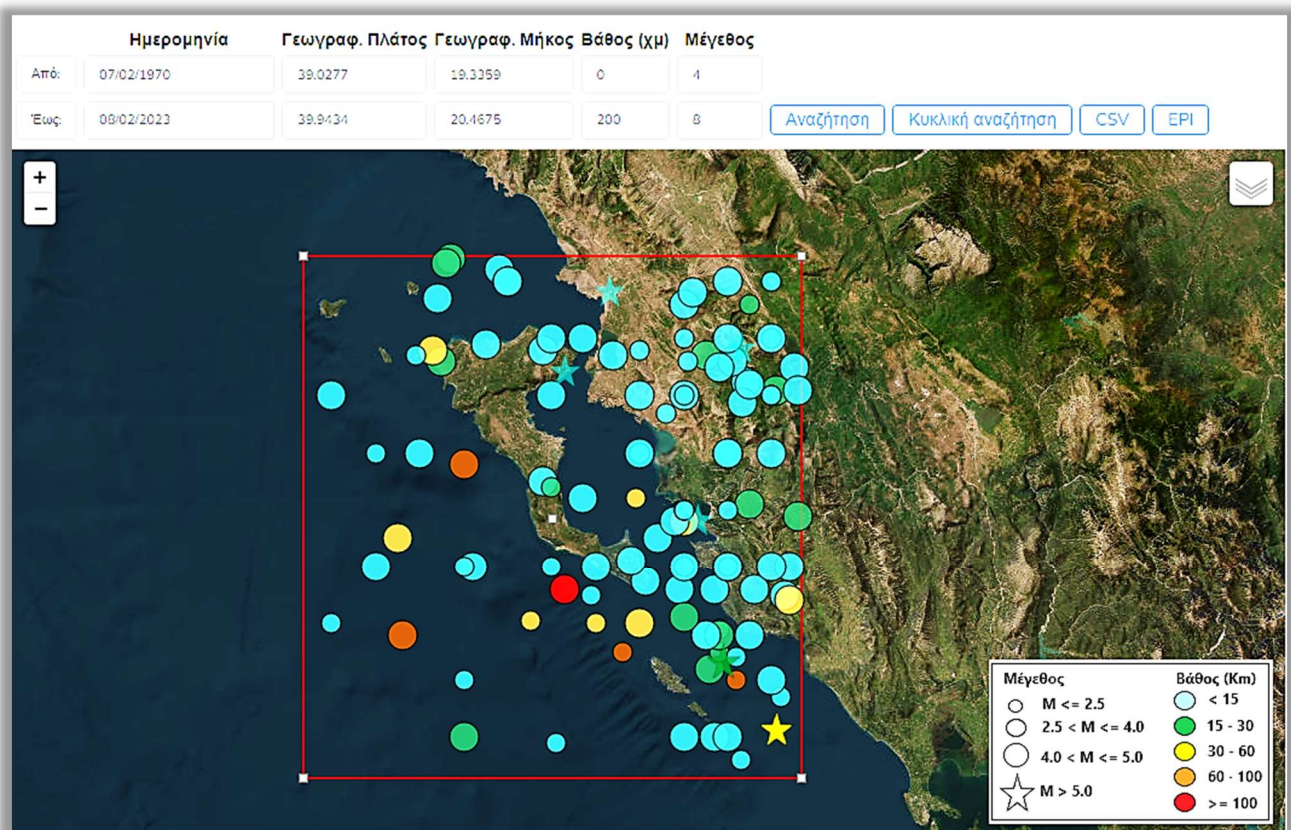 Ημερομηνία Γεωγραφ. Πλάτος Γεωγραφ. Μήκος Βάθος (χμ) Μέγεθος
Από: 07/02/1970 39.0277 19.3359 0 4
Έως: 08/02/2023 39.9434 20.4675 200 8 Αναζήτηση Κυκλική αναζήτηση CSV EPI
+
−
Μέγεθος Βάθος (Km)
M <= 2.5 < 15
2.5 < M <= 4.0 15 - 30
4.0 < M <= 5.0 30 - 60
M > 5.0 60 - 100
>= 100